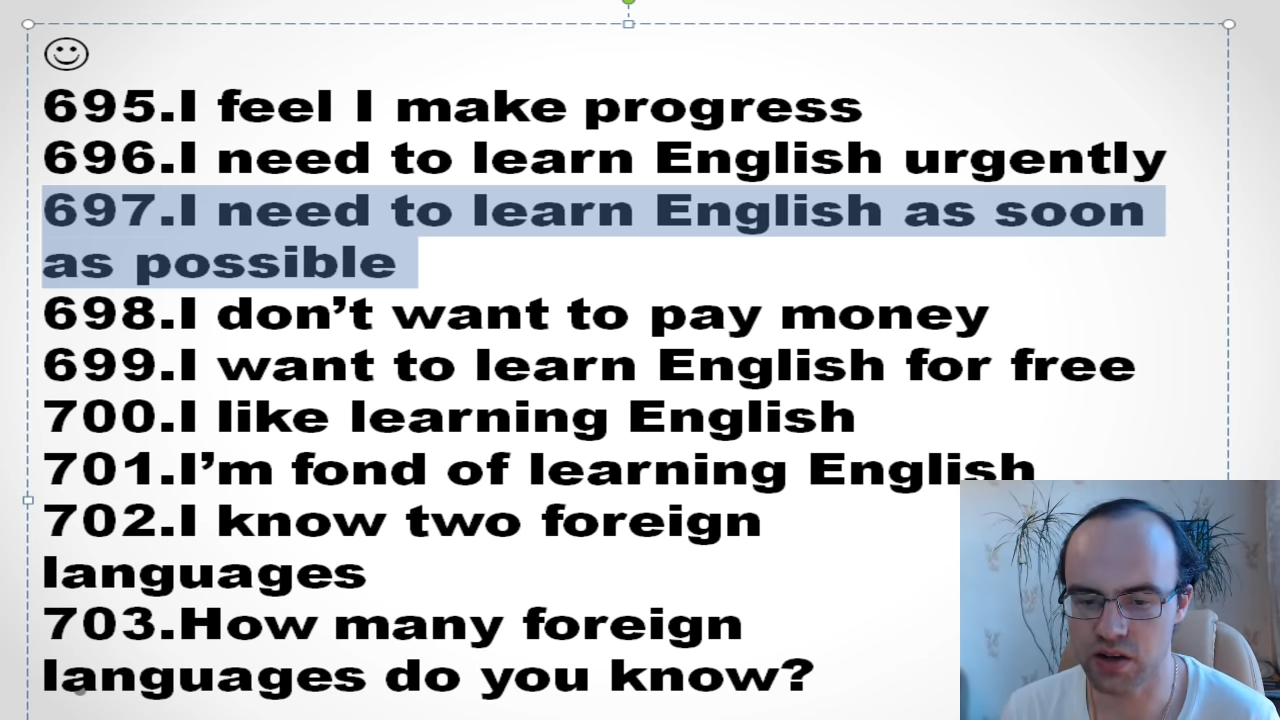 695.I feel I make progress
696.I need to learn English urgently
697.I need to learn English as soon
as possible
698.I don’t want to pay money
699.I want to learn English for free
700.I like learning English
701.I’m fond of learning English
702.I know two foreign
languages
703.How many foreign
languages do you know?